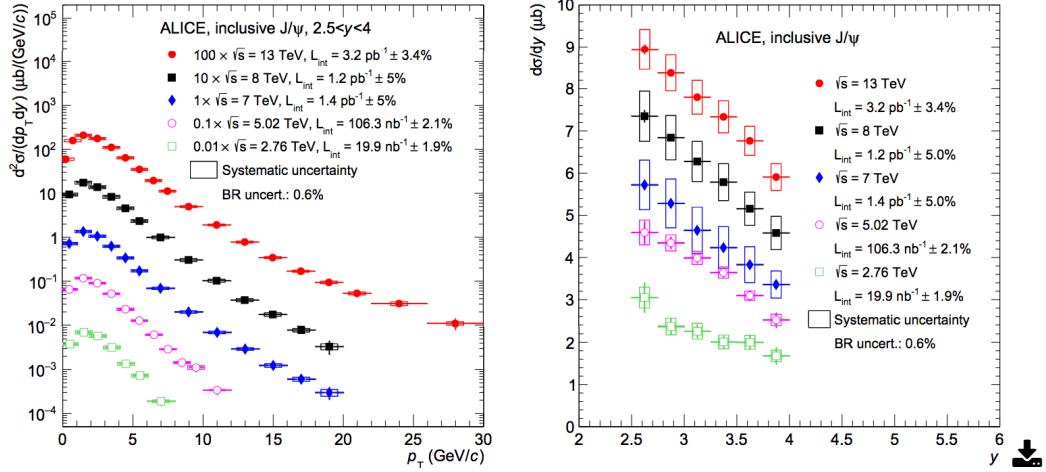 ALICE, inclusive J/ψ, 2.5<y<4
100 × √s = 13 TeV, L_int = 3.2 pb⁻¹ ± 3.4%
10 × √s = 8 TeV, L_int = 1.2 pb⁻¹ ± 5%
1 × √s = 7 TeV, L_int = 1.4 pb⁻¹ ± 5%
0.1 × √s = 5.02 TeV, L_int = 106.3 nb⁻¹ ± 2.1%
0.01 × √s = 2.76 TeV, L_int = 19.9 nb⁻¹ ± 1.9%
Systematic uncertainty
BR uncert.: 0.6%
d²σ/(dp_T dy) (μb/(GeV/c))
10⁵
10⁴
10³
10²
10
1
10⁻¹
10⁻²
10⁻³
10⁻⁴
0 5 10 15 20 25 30
p_T (GeV/c)
dσ/dy (μb)
10
9
8
7
6
5
4
3
2
1
0
ALICE, inclusive J/ψ
√s = 13 TeV
L_int = 3.2 pb⁻¹ ± 3.4%
√s = 8 TeV
L_int = 1.2 pb⁻¹ ± 5.0%
√s = 7 TeV
L_int = 1.4 pb⁻¹ ± 5.0%
√s = 5.02 TeV
L_int = 106.3 nb⁻¹ ± 2.1%
√s = 2.76 TeV
L_int = 19.9 nb⁻¹ ± 1.9%
Systematic uncertainty
BR uncert.: 0.6%
2 2.5 3 3.5 4 4.5 5 5.5 6
y